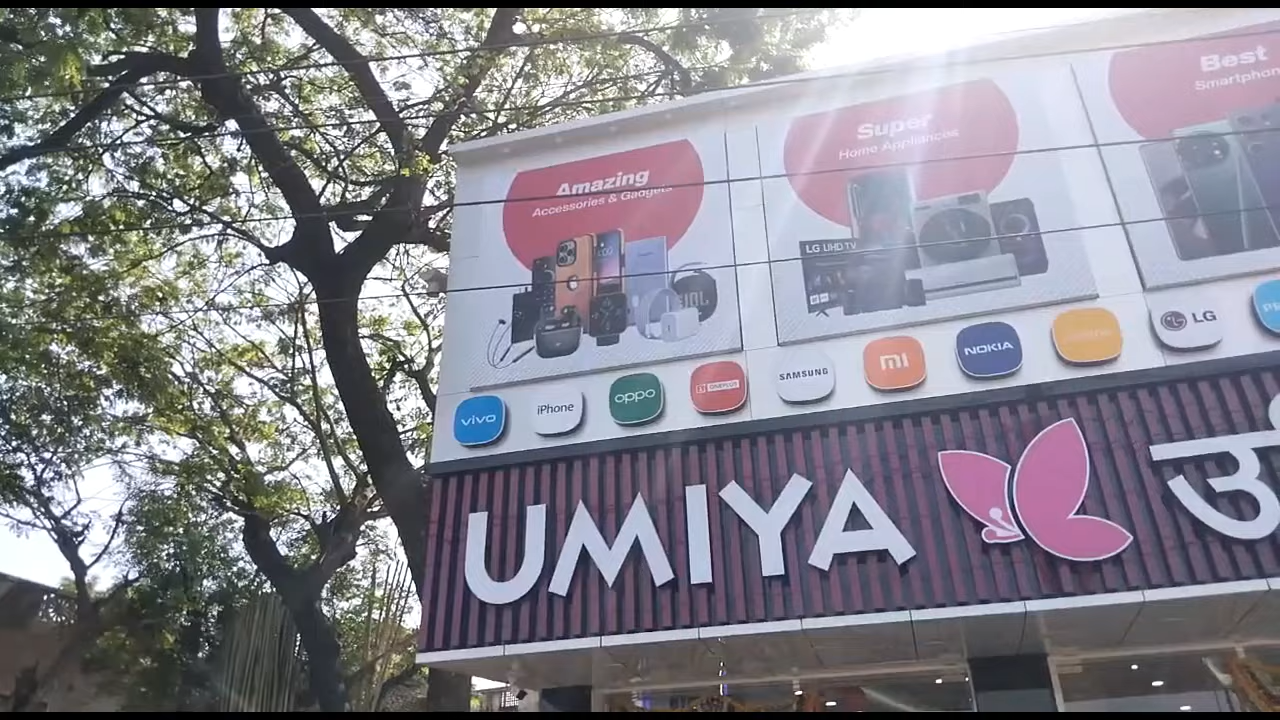 Amazing
Accessories & Gadgets
Super
Home Appliances
Best
LG UHD TV
JBL
vivo
iPhone
oppo
ONEPLUS
SAMSUNG
mi
NOKIA
LG
UMIYA